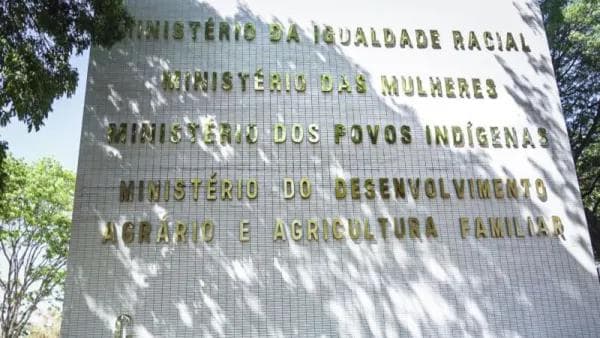 MINISTÉRIO DA IGUALDADE RACIAL
MINISTÉRIO DAS MULHERES
MINISTÉRIO DOS POVOS INDÍGENAS
MINISTÉRIO DO DESENVOLVIMENTO
AGRÁRIO E AGRICULTURA FAMILIAR